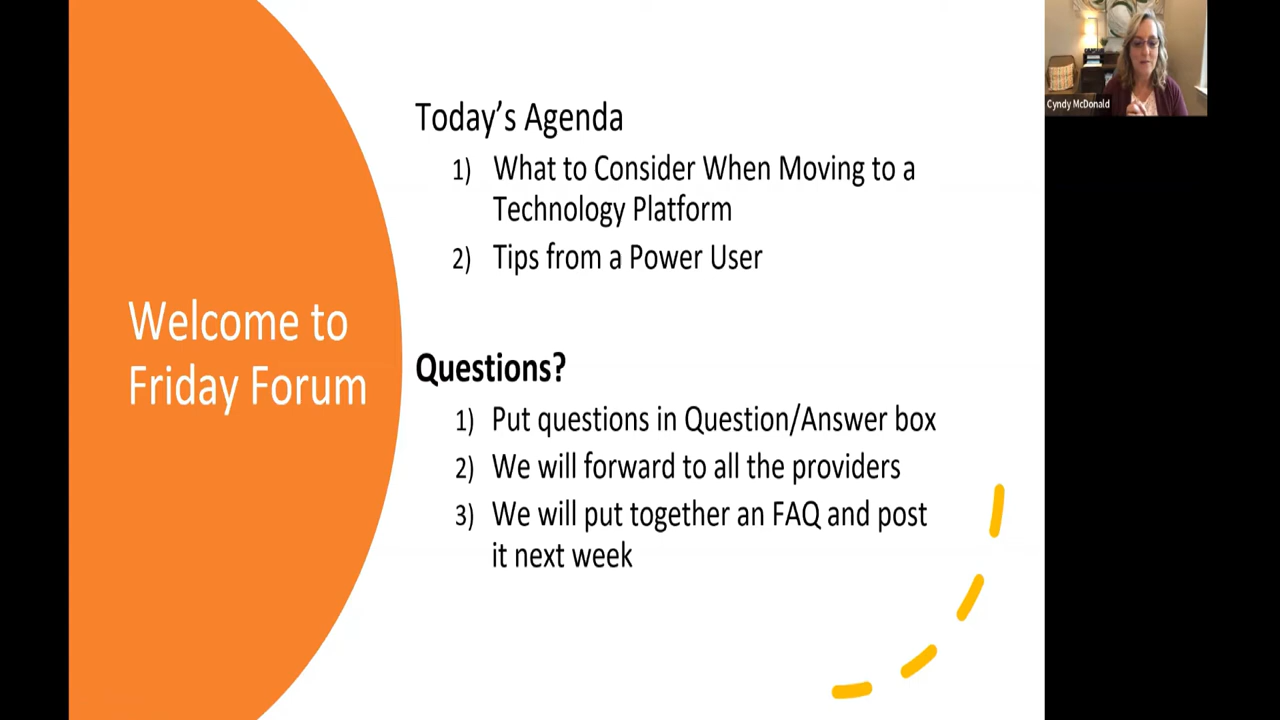 Welcome to
Friday Forum
Today's Agenda
1) What to Consider When Moving to a
Technology Platform
2) Tips from a Power User
Questions?
1) Put questions in Question/Answer box
2) We will forward to all the providers
3) We will put together an FAQ and post
it next week
Cyndy McDonald